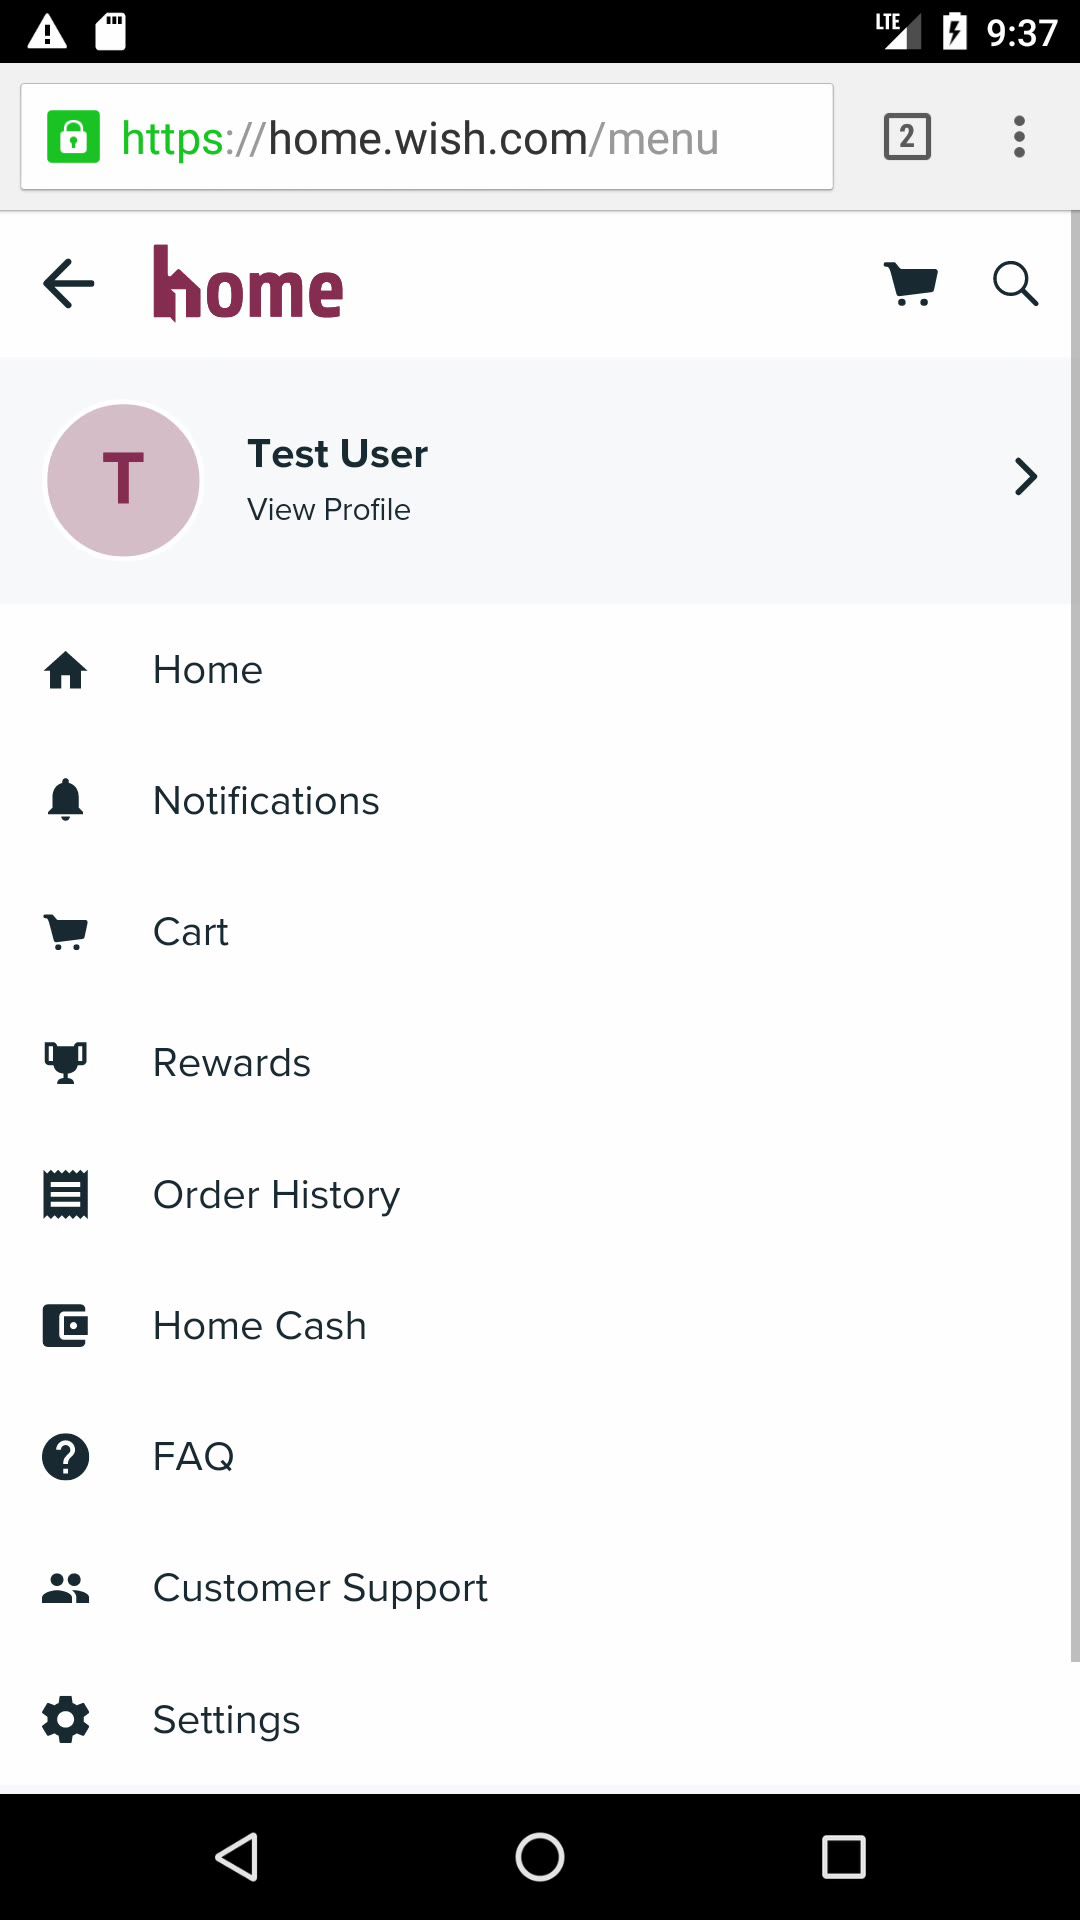 LTE 9:37
https://home.wish.com/menu 2
home
T
Test User
View Profile
Home
Notifications
Cart
Rewards
Order History
Home Cash
FAQ
Customer Support
Settings